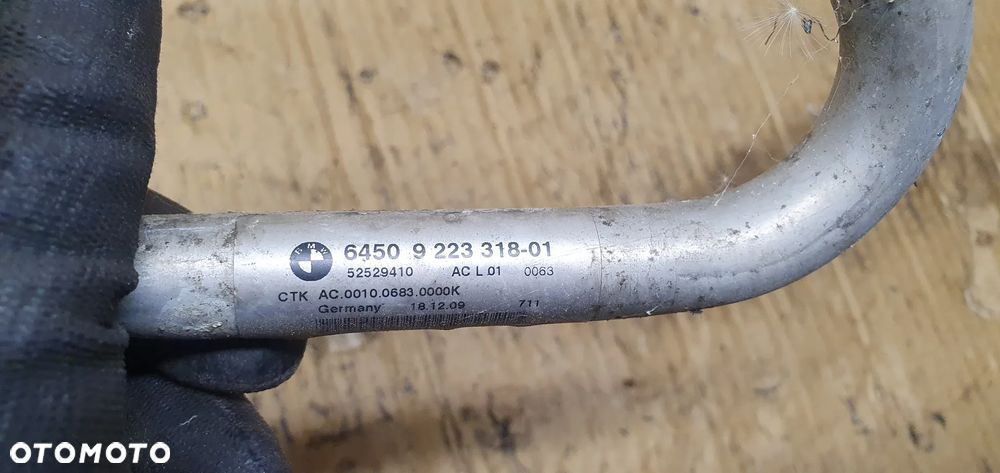 BMW
6450 9 223 318-01
52529410 AC L 01 0063
CTK AC.0010.0683.0000K
Germany 18.12.09 711
OTOMOTO